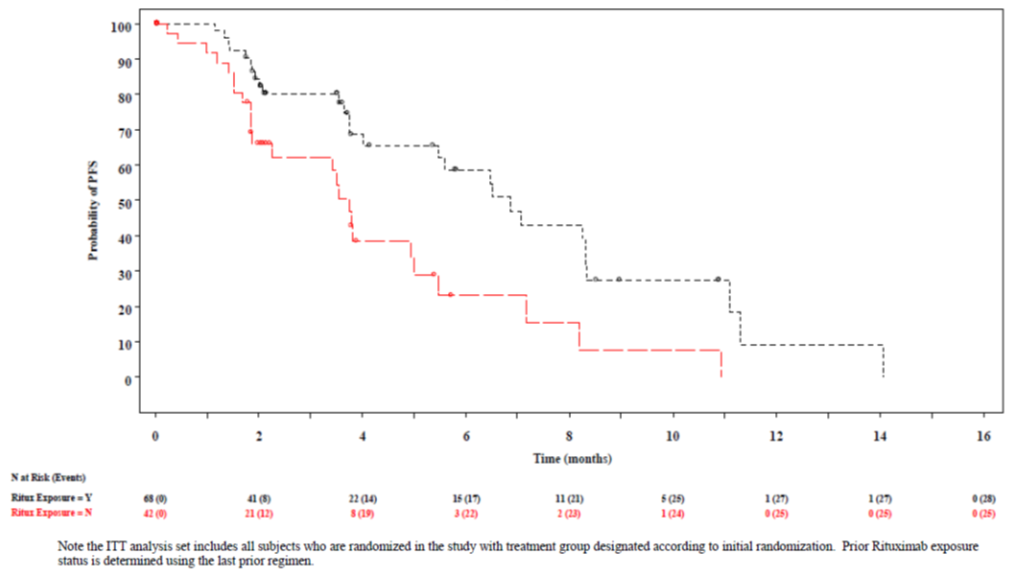 100
90
80
70
60
50
40
30
20
10
0
Probability of PFS
0 2 4 6 8 10 12 14 16
Time (months)
N at Risk (Events)
Ritux Exposure = Y 68 (0) 41 (8) 22 (14) 15 (17) 11 (21) 5 (25) 1 (27) 1 (27) 0 (28)
Ritux Exposure = N 42 (0) 21 (12) 8 (19) 3 (22) 2 (23) 1 (24) 0 (25) 0 (25) 0 (25)
Note the ITT analysis set includes all subjects who are randomized in the study with treatment group designated according to initial randomization. Prior Rituximab exposure
status is determined using the last prior regimen.